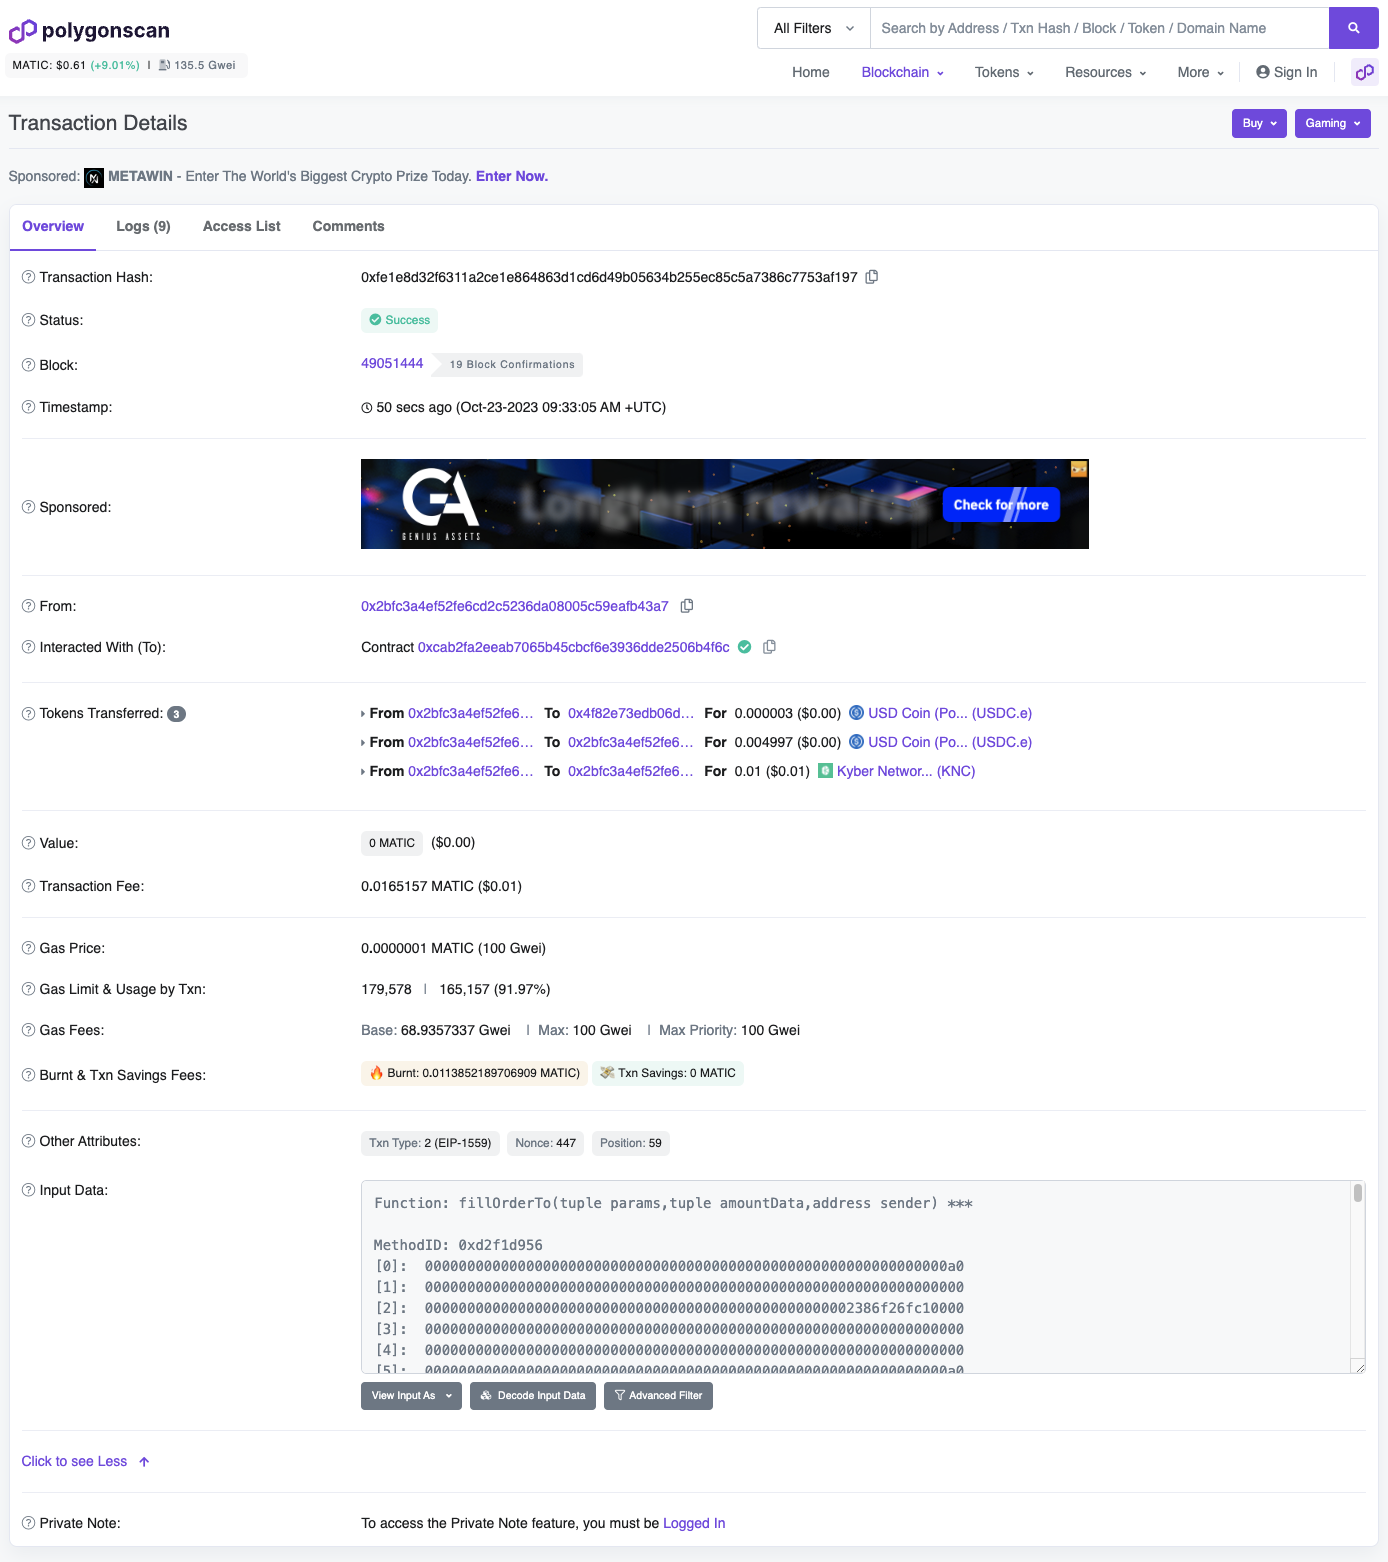 polygonscan
All Filters
Search by Address / Txn Hash / Block / Token / Domain Name
MATIC: $0.61 (+9.01%) | 135.5 Gwei
Home Blockchain Tokens Resources More Sign In
Transaction Details
Buy Gaming
Sponsored: METAWIN - Enter The World's Biggest Crypto Prize Today. Enter Now.
Overview Logs (9) Access List Comments
Transaction Hash: 0xfe1e8d32f6311a2ce1e864863d1cd6d49b05634b255ec85c5a7386c7753af197
Status: Success
Block: 49051444 19 Block Confirmations
Timestamp: 50 secs ago (Oct-23-2023 09:33:05 AM +UTC)
Sponsored:
GA
GENIUS ASSETS
Longterm rewards
Check for more
From: 0x2bfc3a4ef52fe6cd2c5236da08005c59eafb43a7
Interacted With (To): Contract 0xcab2fa2eeab7065b45cbcf6e3936dde2506b4f6c
Tokens Transferred: 3
From 0x2bfc3a4ef52fe6... To 0x4f82e73edb06d... For 0.000003 ($0.00) USD Coin (Po... (USDC.e)
From 0x2bfc3a4ef52fe6... To 0x2bfc3a4ef52fe6... For 0.004997 ($0.00) USD Coin (Po... (USDC.e)
From 0x2bfc3a4ef52fe6... To 0x2bfc3a4ef52fe6... For 0.01 ($0.01) Kyber Networ... (KNC)
Value: 0 MATIC ($0.00)
Transaction Fee: 0.0165157 MATIC ($0.01)
Gas Price: 0.0000001 MATIC (100 Gwei)
Gas Limit & Usage by Txn: 179,578 | 165,157 (91.97%)
Gas Fees: Base: 68.9357337 Gwei | Max: 100 Gwei | Max Priority: 100 Gwei
Burnt & Txn Savings Fees: Burnt: 0.0113852189706909 MATIC) Txn Savings: 0 MATIC
Other Attributes: Txn Type: 2 (EIP-1559) Nonce: 447 Position: 59
Input Data:
Function: fillOrderTo(tuple params,tuple amountData,address sender) ***
MethodID: 0xd2f1d956
[0]: 00000000000000000000000000000000000000000000000000000000000000a0
[1]: 0000000000000000000000000000000000000000000000000000000000000000
[2]: 000000000000000000000000000000000000000000000000002386f26fc10000
[3]: 0000000000000000000000000000000000000000000000000000000000000000
[4]: 0000000000000000000000000000000000000000000000000000000000000000
[5]: 00000000000000000000000000000000000000000000000000000000000000a0
View Input As Decode Input Data Advanced Filter
Click to see Less
Private Note: To access the Private Note feature, you must be Logged In